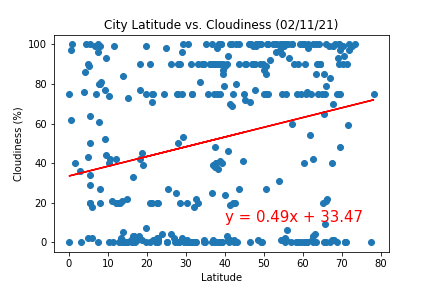 City Latitude vs. Cloudiness (02/11/21)
100
80
60
40
20
0
Cloudiness (%)
y = 0.49x + 33.47
0 10 20 30 40 50 60 70 80
Latitude